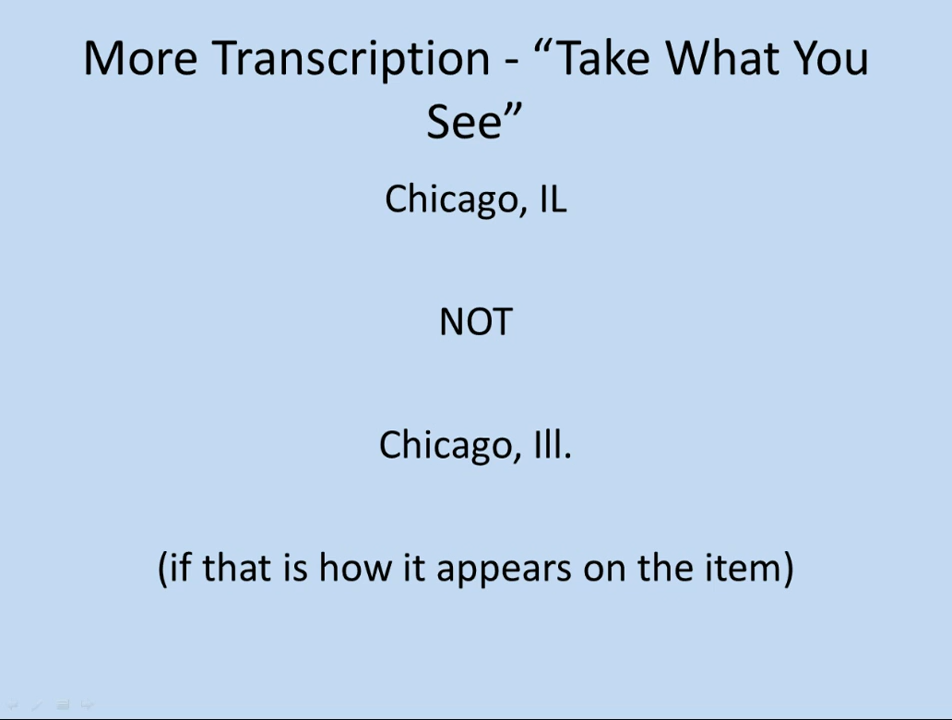 More Transcription - “Take What You
See”
Chicago, IL
NOT
Chicago, Ill.
(if that is how it appears on the item)